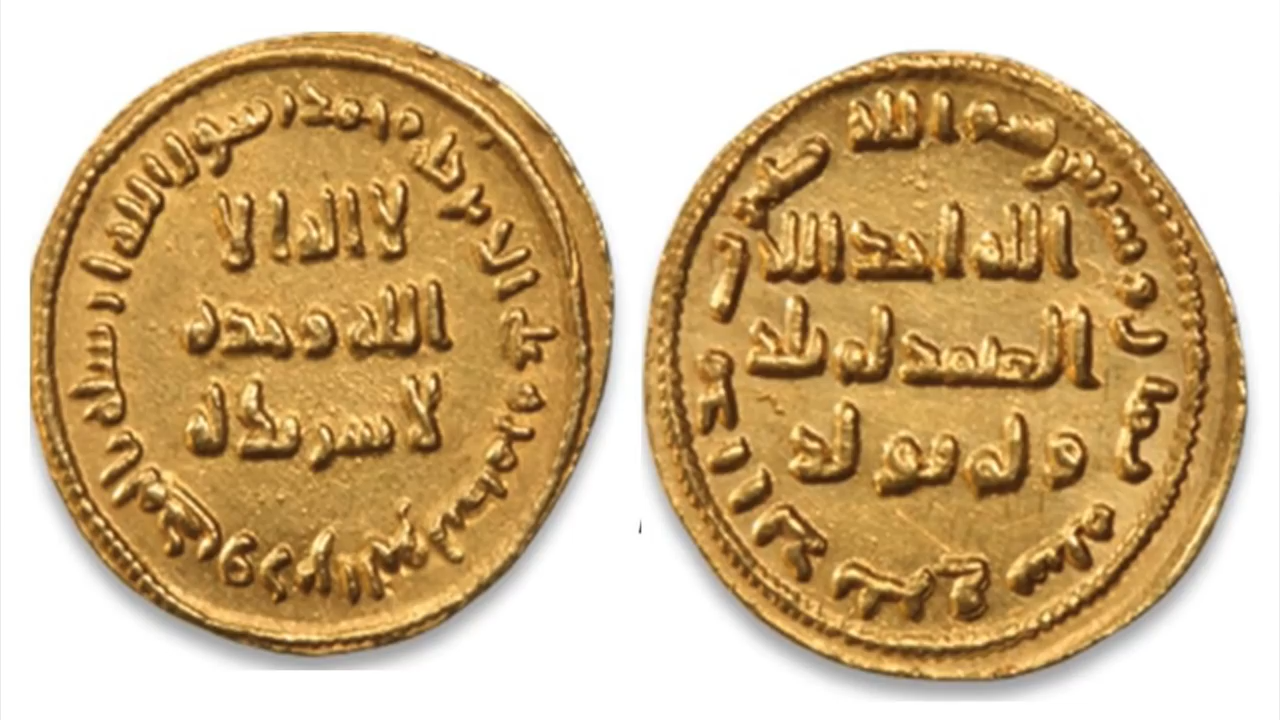 لا اله الا
الله وحده
لا شريك له
محمد رسول الله ارسله بالهدى ودين الحق ليظهره على الدين كله
الله احد الله
الصمد لم يلد
ولم يولد
بسم الله ضرب هذا الدينر في سنة